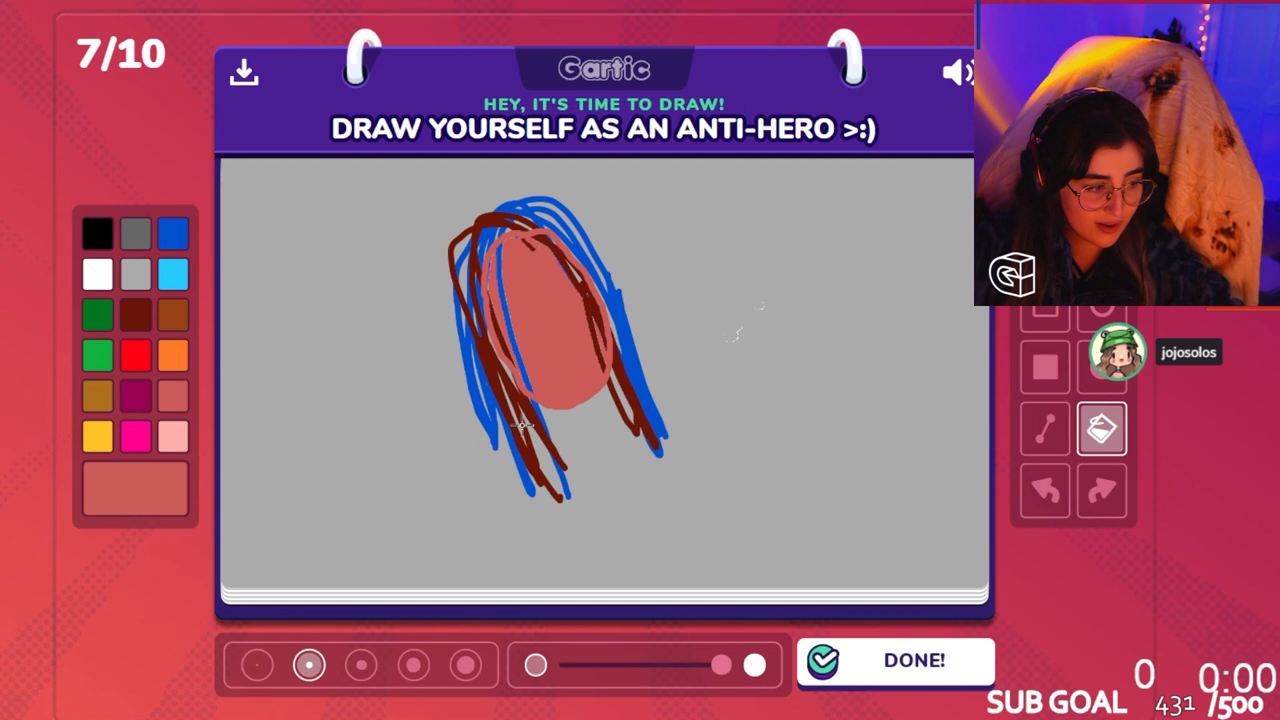 7/10
Gartic
HEY, IT'S TIME TO DRAW!
DRAW YOURSELF AS AN ANTI-HERO >:)
jojosolos
DONE!
0 0:00
SUB GOAL 431 /500